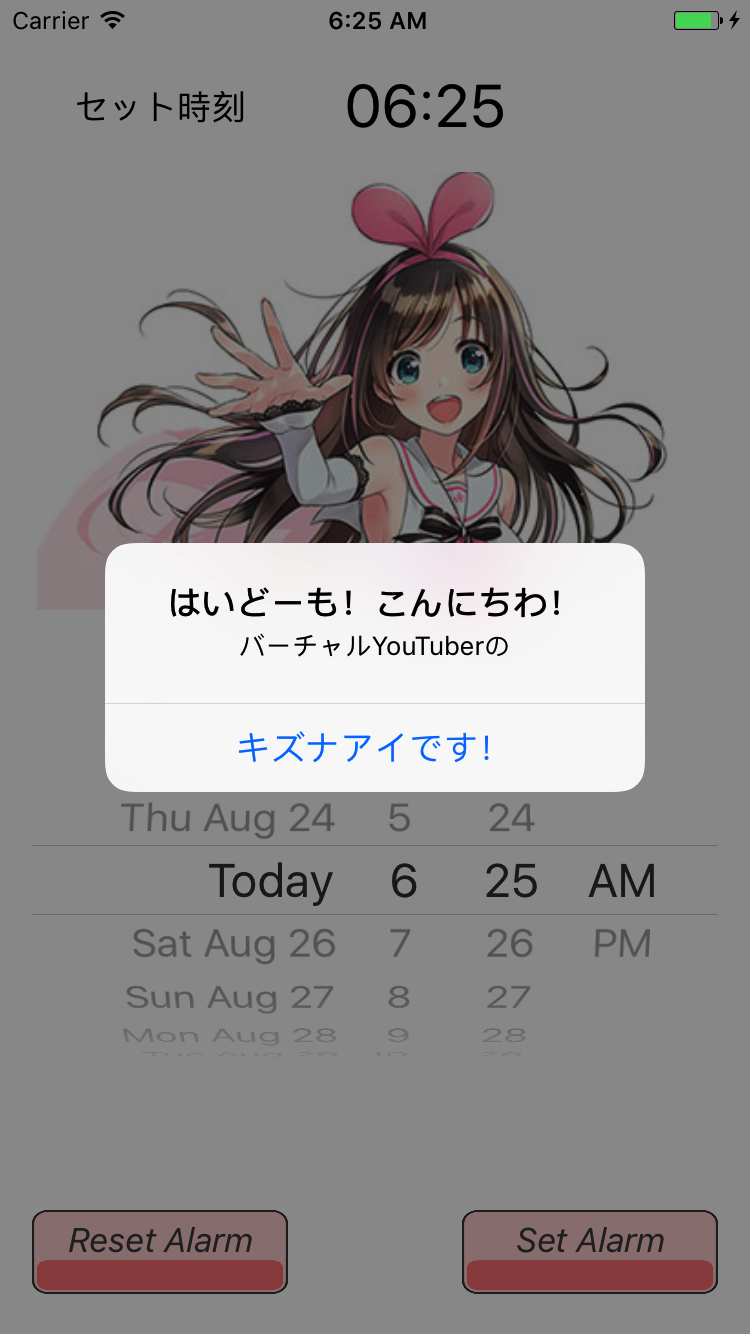 Carrier 6:25 AM
セット時刻 06:25
はいどーも！こんにちわ！
バーチャルYouTuberの
キズナアイです！
Thu Aug 24 5 24
Today 6 25 AM
Sat Aug 26 7 26 PM
Sun Aug 27 8 27
Mon Aug 28 9 28
Reset Alarm Set Alarm